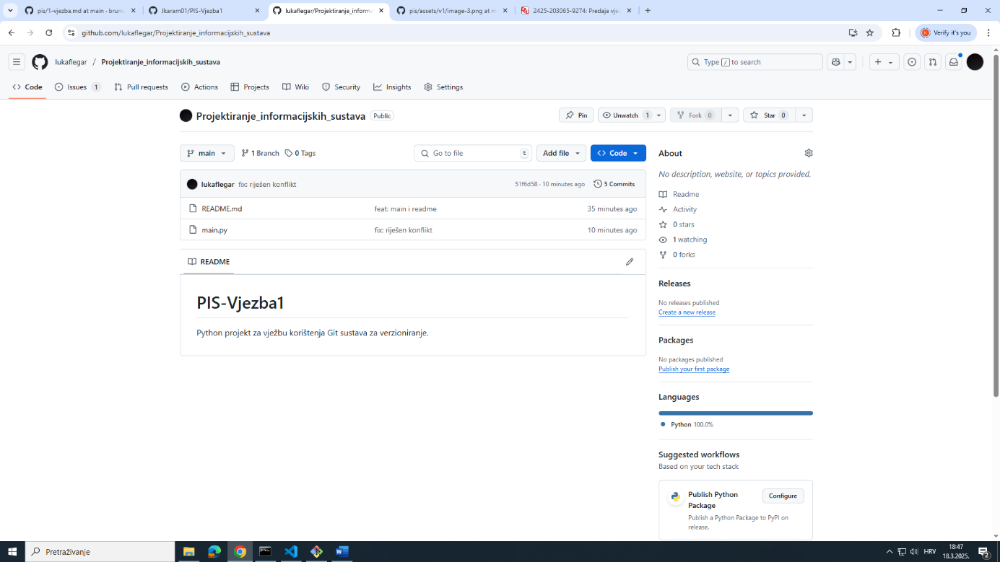 pis/1-vjezba.md at main · brun
Jkaram01/PIS-Vjezba1
lukaflegar/Projektiranje_informa
pis/assets/v1/image-3.png at m
2425-203065-9274: Predaja vje
github.com/lukaflegar/Projektiranje_informacijskih_sustava
Verify it's you
lukaflegar / Projektiranje_informacijskih_sustava
Type / to search
Code
Issues 1
Pull requests
Actions
Projects
Wiki
Security
Insights
Settings
Projektiranje_informacijskih_sustava Public
Pin
Unwatch 1
Fork 0
Star 0
main
1 Branch
0 Tags
Go to file t
Add file
Code
lukaflegar fix: riješen konflikt
51f6d58 · 10 minutes ago
5 Commits
README.md feat: main i readme 35 minutes ago
main.py fix: riješen konflikt 10 minutes ago
README
PIS-Vjezba1
Python projekt za vježbu korištenja Git sustava za verzioniranje.
About
No description, website, or topics provided.
Readme
Activity
0 stars
1 watching
0 forks
Releases
No releases published
Create a new release
Packages
No packages published
Publish your first package
Languages
Python 100.0%
Suggested workflows
Based on your tech stack
Publish Python
Package
Configure
Publish a Python Package to PyPI on
release.
Pretraživanje
HRV
18:47
18.3.2025.
2